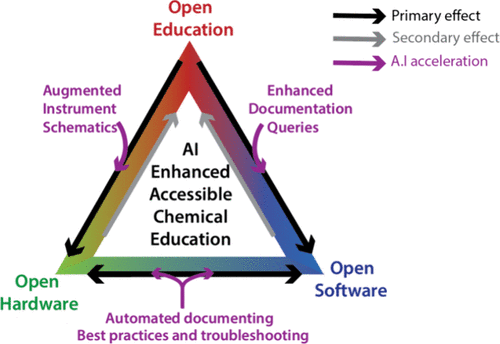 Open
Education
Primary effect
Secondary effect
A.I acceleration
Augmented
Instrument
Schematics
Enhanced
Documentation
Queries
AI
Enhanced
Accessible
Chemical
Education
Open
Hardware
Open
Software
Automated documenting
Best practices and troubleshooting